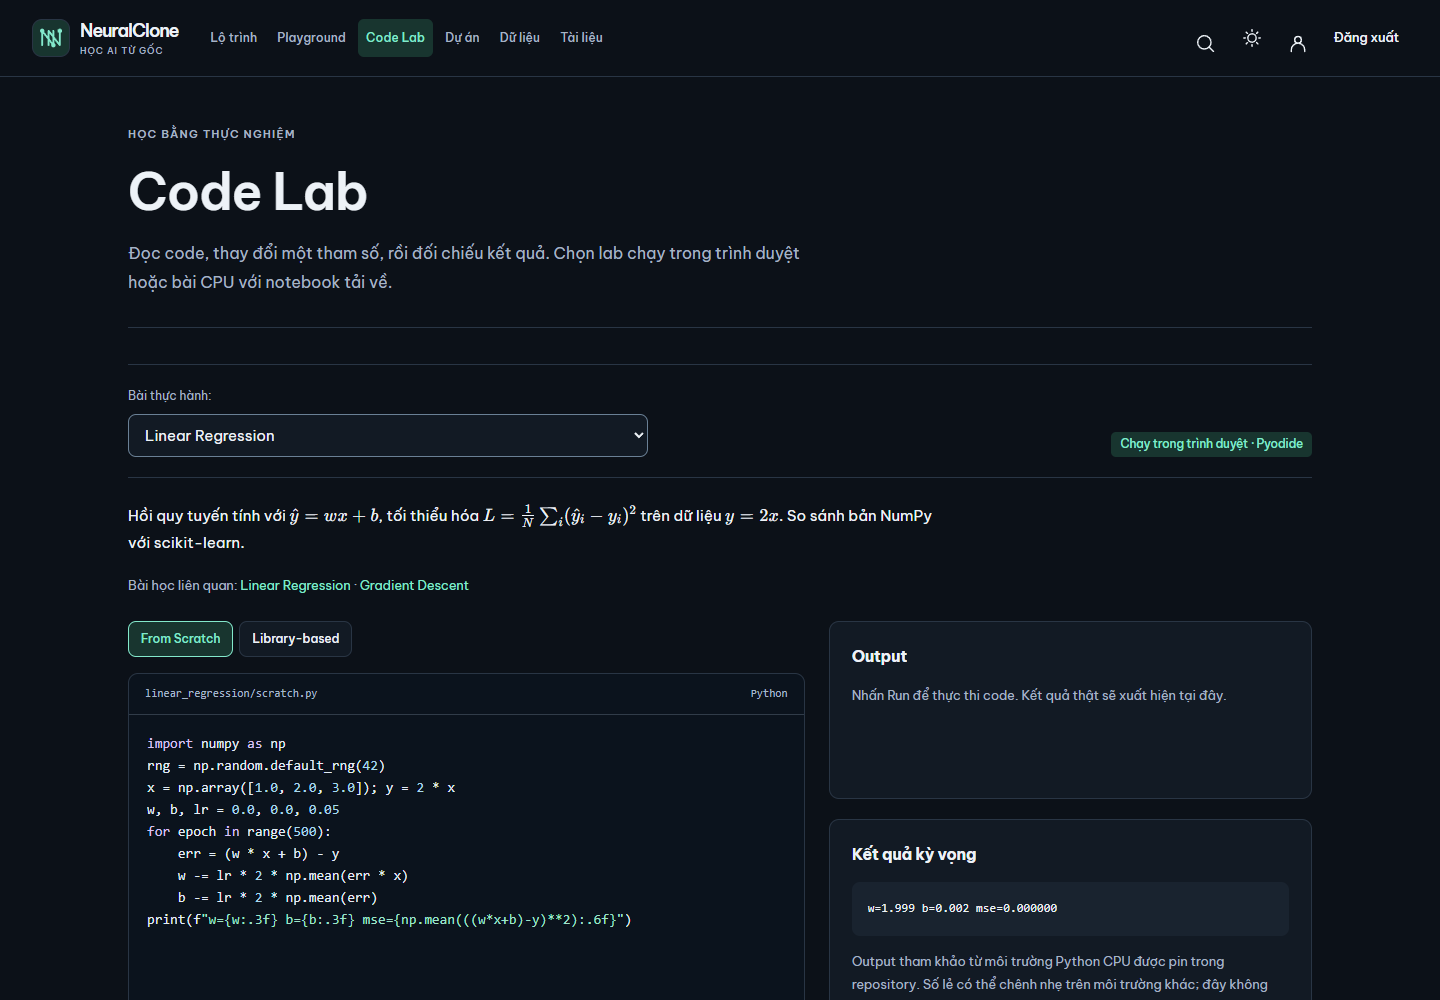 NeuralClone
HỌC AI TỪ GỐC
Lộ trình
Playground
Code Lab
Dự án
Dữ liệu
Tài liệu
Đăng xuất
HỌC BẰNG THỰC NGHIỆM
Code Lab
Đọc code, thay đổi một tham số, rồi đối chiếu kết quả. Chọn lab chạy trong trình duyệt
hoặc bài CPU với notebook tải về.
Bài thực hành:
Linear Regression
Chạy trong trình duyệt · Pyodide
Hồi quy tuyến tính với ŷ = wx + b, tối thiểu hóa L = 1/N ∑ᵢ(ŷᵢ − yᵢ)² trên dữ liệu y = 2x. So sánh bản NumPy
với scikit-learn.
Bài học liên quan: Linear Regression · Gradient Descent
From Scratch
Library-based
linear_regression/scratch.py
Python
import numpy as np
rng = np.random.default_rng(42)
x = np.array([1.0, 2.0, 3.0]); y = 2 * x
w, b, lr = 0.0, 0.0, 0.05
for epoch in range(500):
    err = (w * x + b) - y
    w -= lr * 2 * np.mean(err * x)
    b -= lr * 2 * np.mean(err)
print(f"w={w:.3f} b={b:.3f} mse={np.mean(((w*x+b)-y)**2):.6f}")
Output
Nhấn Run để thực thi code. Kết quả thật sẽ xuất hiện tại đây.
Kết quả kỳ vọng
w=1.999 b=0.002 mse=0.000000
Output tham khảo từ môi trường Python CPU được pin trong
repository. Số lẻ có thể chênh nhẹ trên môi trường khác; đây không